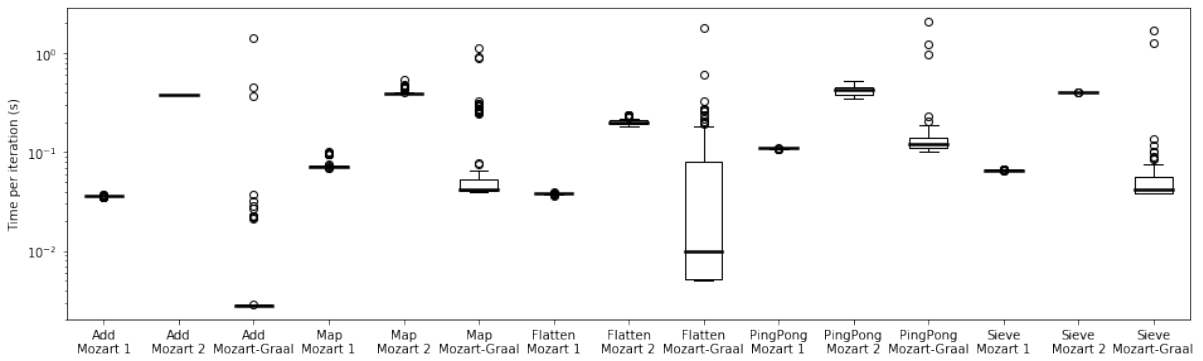 Time per iteration (s)
10⁰
10⁻¹
10⁻²
Add Add Add Map Map Map Flatten Flatten Flatten PingPong PingPong PingPong Sieve Sieve Sieve
Mozart 1 Mozart 2 Mozart-Graal Mozart 1 Mozart 2 Mozart-Graal Mozart 1 Mozart 2 Mozart-Graal Mozart 1 Mozart 2 Mozart-Graal Mozart 1 Mozart 2 Mozart-Graal